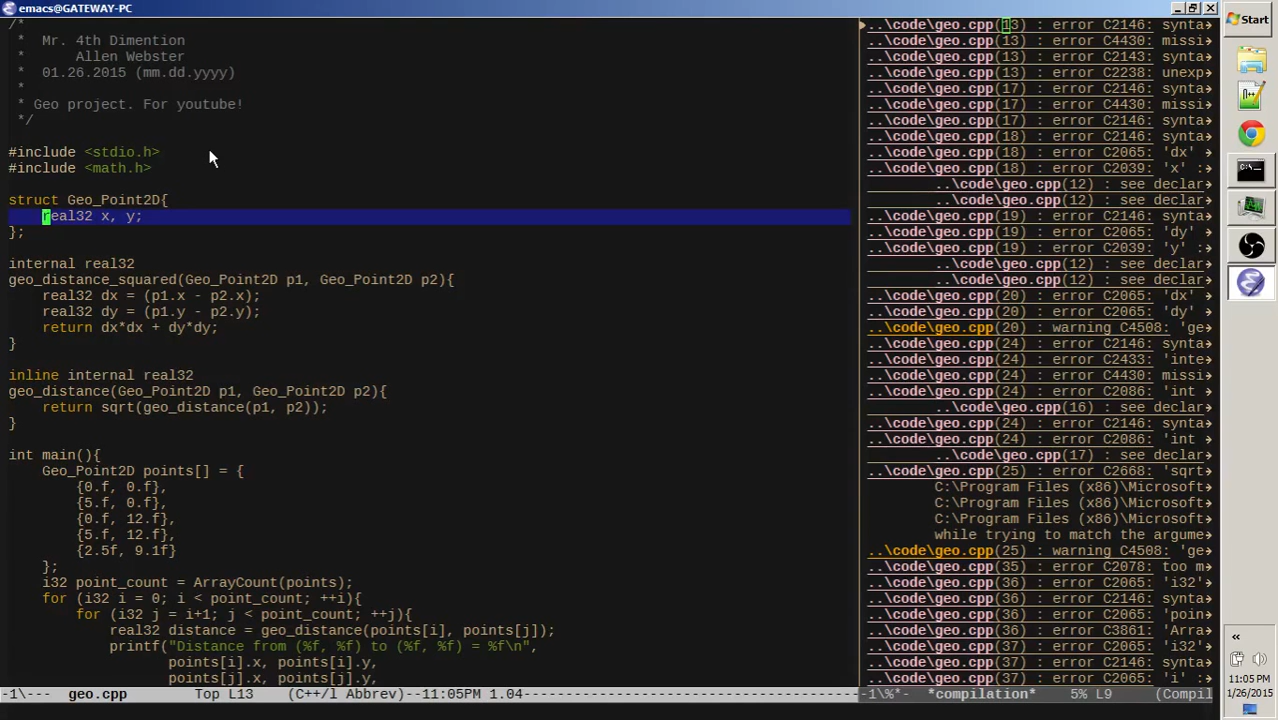 emacs@GATEWAY-PC
/*
* Mr. 4th Dimention
* Allen Webster
* 01.26.2015 (mm.dd.yyyy)
*
* Geo project. For youtube!
*/
#include <stdio.h>
#include <math.h>
struct Geo_Point2D{
real32 x, y;
};
internal real32
geo_distance_squared(Geo_Point2D p1, Geo_Point2D p2){
real32 dx = (p1.x - p2.x);
real32 dy = (p1.y - p2.y);
return dx*dx + dy*dy;
}
inline internal real32
geo_distance(Geo_Point2D p1, Geo_Point2D p2){
return sqrt(geo_distance(p1, p2));
}
int main(){
Geo_Point2D points[] = {
{0.f, 0.f},
{5.f, 0.f},
{0.f, 12.f},
{5.f, 12.f},
{2.5f, 9.1f}
};
i32 point_count = ArrayCount(points);
for (i32 i = 0; i < point_count; ++i){
for (i32 j = i+1; j < point_count; ++j){
real32 distance = geo_distance(points[i], points[j]);
printf("Distance from (%f, %f) to (%f, %f) = %f\n",
points[i].x, points[i].y,
points[j].x, points[j].y,
-1\--- geo.cpp Top L13 (C++/l Abbrev)--11:05PM 1.04
..\code\geo.cpp(13) : error C2146: synta
..\code\geo.cpp(13) : error C4430: missi
..\code\geo.cpp(13) : error C2143: synta
..\code\geo.cpp(13) : error C2238: unexp
..\code\geo.cpp(17) : error C2146: synta
..\code\geo.cpp(17) : error C4430: missi
..\code\geo.cpp(17) : error C2146: synta
..\code\geo.cpp(18) : error C2146: synta
..\code\geo.cpp(18) : error C2065: 'dx'
..\code\geo.cpp(18) : error C2039: 'x' :
..\code\geo.cpp(12) : see declar
..\code\geo.cpp(12) : see declar
..\code\geo.cpp(19) : error C2146: synta
..\code\geo.cpp(19) : error C2065: 'dy'
..\code\geo.cpp(19) : error C2039: 'y' :
..\code\geo.cpp(12) : see declar
..\code\geo.cpp(12) : see declar
..\code\geo.cpp(20) : error C2065: 'dx'
..\code\geo.cpp(20) : error C2065: 'dy'
..\code\geo.cpp(20) : warning C4508: 'ge
..\code\geo.cpp(24) : error C2146: synta
..\code\geo.cpp(24) : error C2433: 'inte
..\code\geo.cpp(24) : error C4430: missi
..\code\geo.cpp(24) : error C2086: 'int
..\code\geo.cpp(16) : see declar
..\code\geo.cpp(24) : error C2146: synta
..\code\geo.cpp(24) : error C2086: 'int
..\code\geo.cpp(17) : see declar
..\code\geo.cpp(25) : error C2668: 'sqrt
C:\Program Files (x86)\Microsoft
C:\Program Files (x86)\Microsoft
C:\Program Files (x86)\Microsoft
while trying to match the argume
..\code\geo.cpp(25) : warning C4508: 'ge
..\code\geo.cpp(35) : error C2078: too m
..\code\geo.cpp(36) : error C2065: 'i32'
..\code\geo.cpp(36) : error C2146: synta
..\code\geo.cpp(36) : error C2065: 'poin
..\code\geo.cpp(36) : error C3861: 'Arra
..\code\geo.cpp(37) : error C2065: 'i32'
..\code\geo.cpp(37) : error C2146: synta
..\code\geo.cpp(37) : error C2065: 'i' :
-1\%*- *compilation* 5% L9 (Compil
Start
11:05 PM
1/26/2015